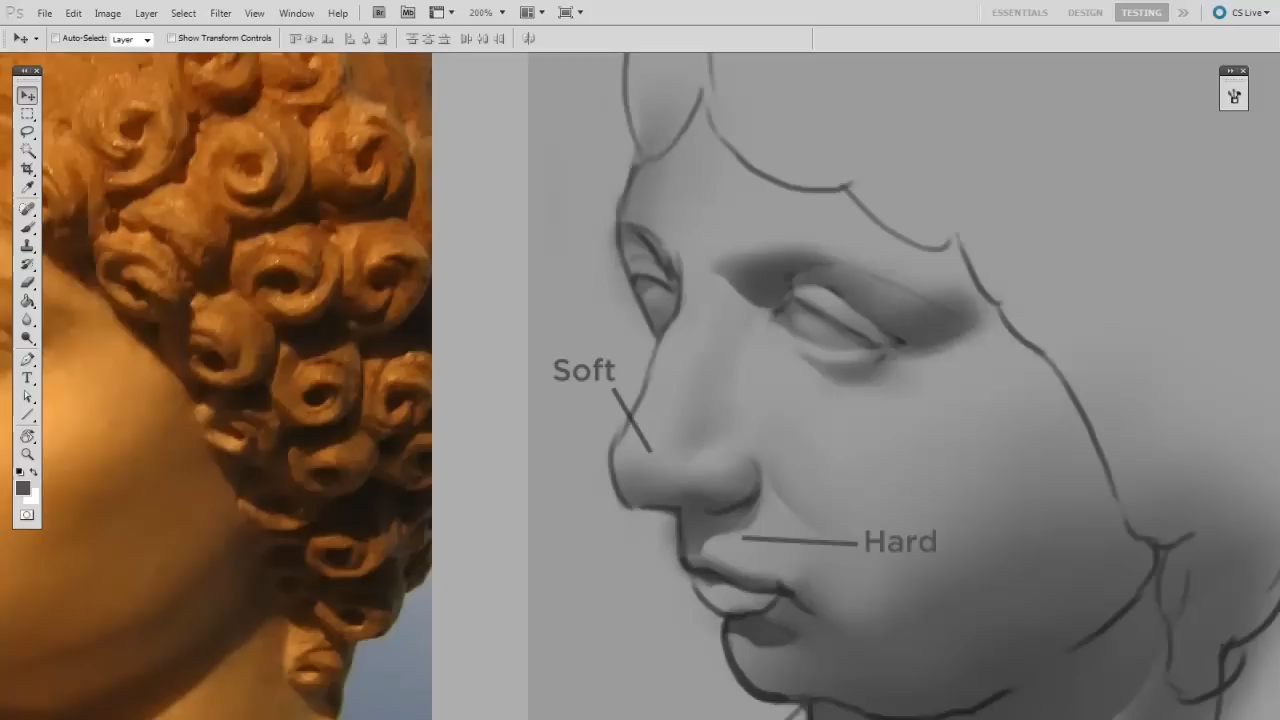 Ps File Edit Image Layer Select Filter View Window Help Br Mb 200% ESSENTIALS DESIGN TESTING CS Live
Auto-Select: Layer Show Transform Controls
Soft
Hard